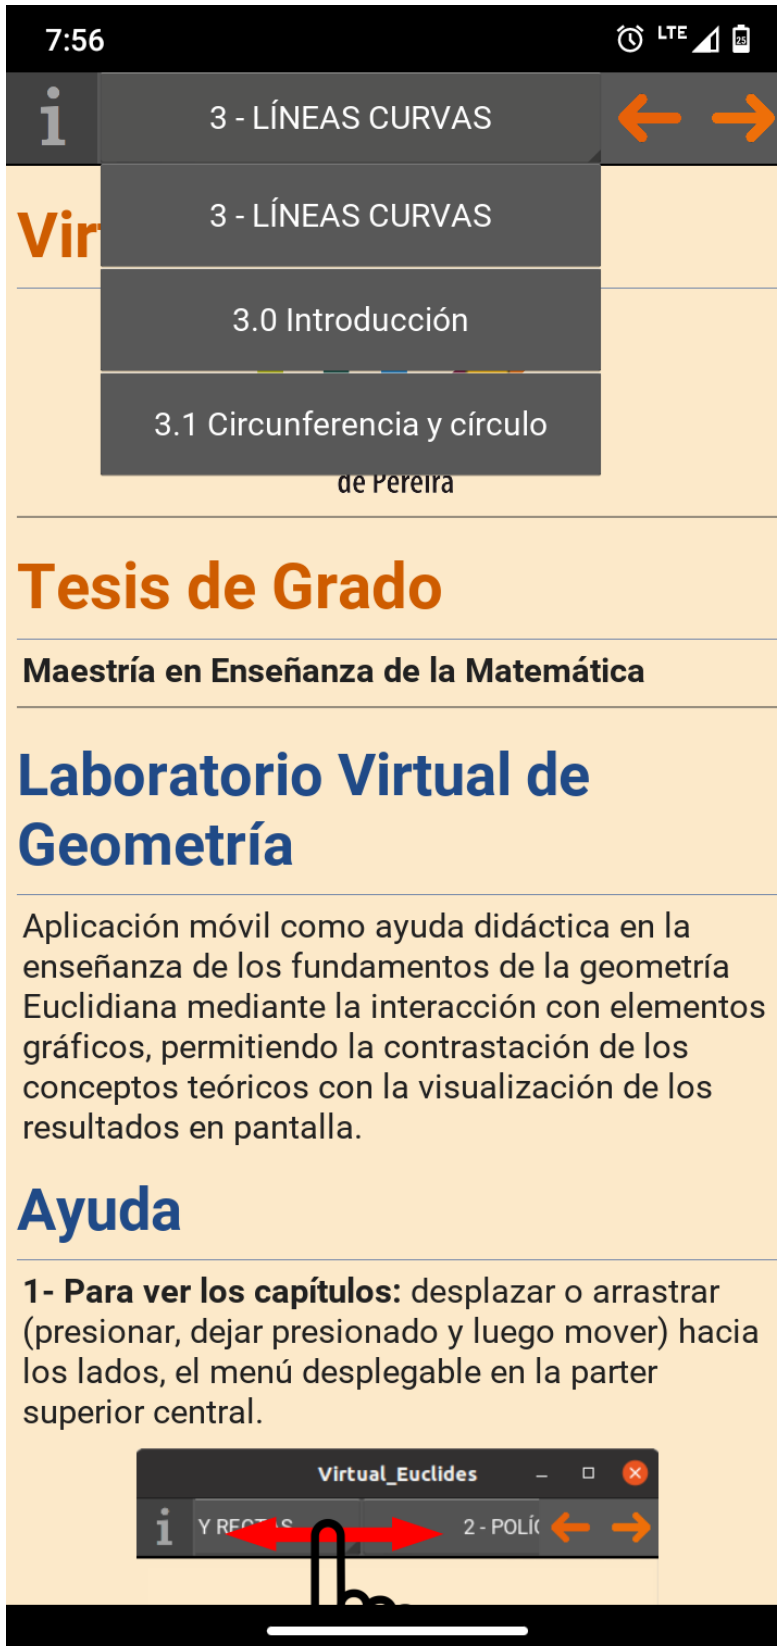 7:56
LTE
25
i
3 - LÍNEAS CURVAS
3 - LÍNEAS CURVAS
3.0 Introducción
3.1 Circunferencia y círculo
de Pereira
Tesis de Grado
Maestría en Enseñanza de la Matemática
Laboratorio Virtual de
Geometría
Aplicación móvil como ayuda didáctica en la
enseñanza de los fundamentos de la geometría
Euclidiana mediante la interacción con elementos
gráficos, permitiendo la contrastación de los
conceptos teóricos con la visualización de los
resultados en pantalla.
Ayuda
1- Para ver los capítulos: desplazar o arrastrar
(presionar, dejar presionado y luego mover) hacia
los lados, el menú desplegable en la parter
superior central.
Virtual_Euclides
i
Y RECTAS
2 - POLÍ